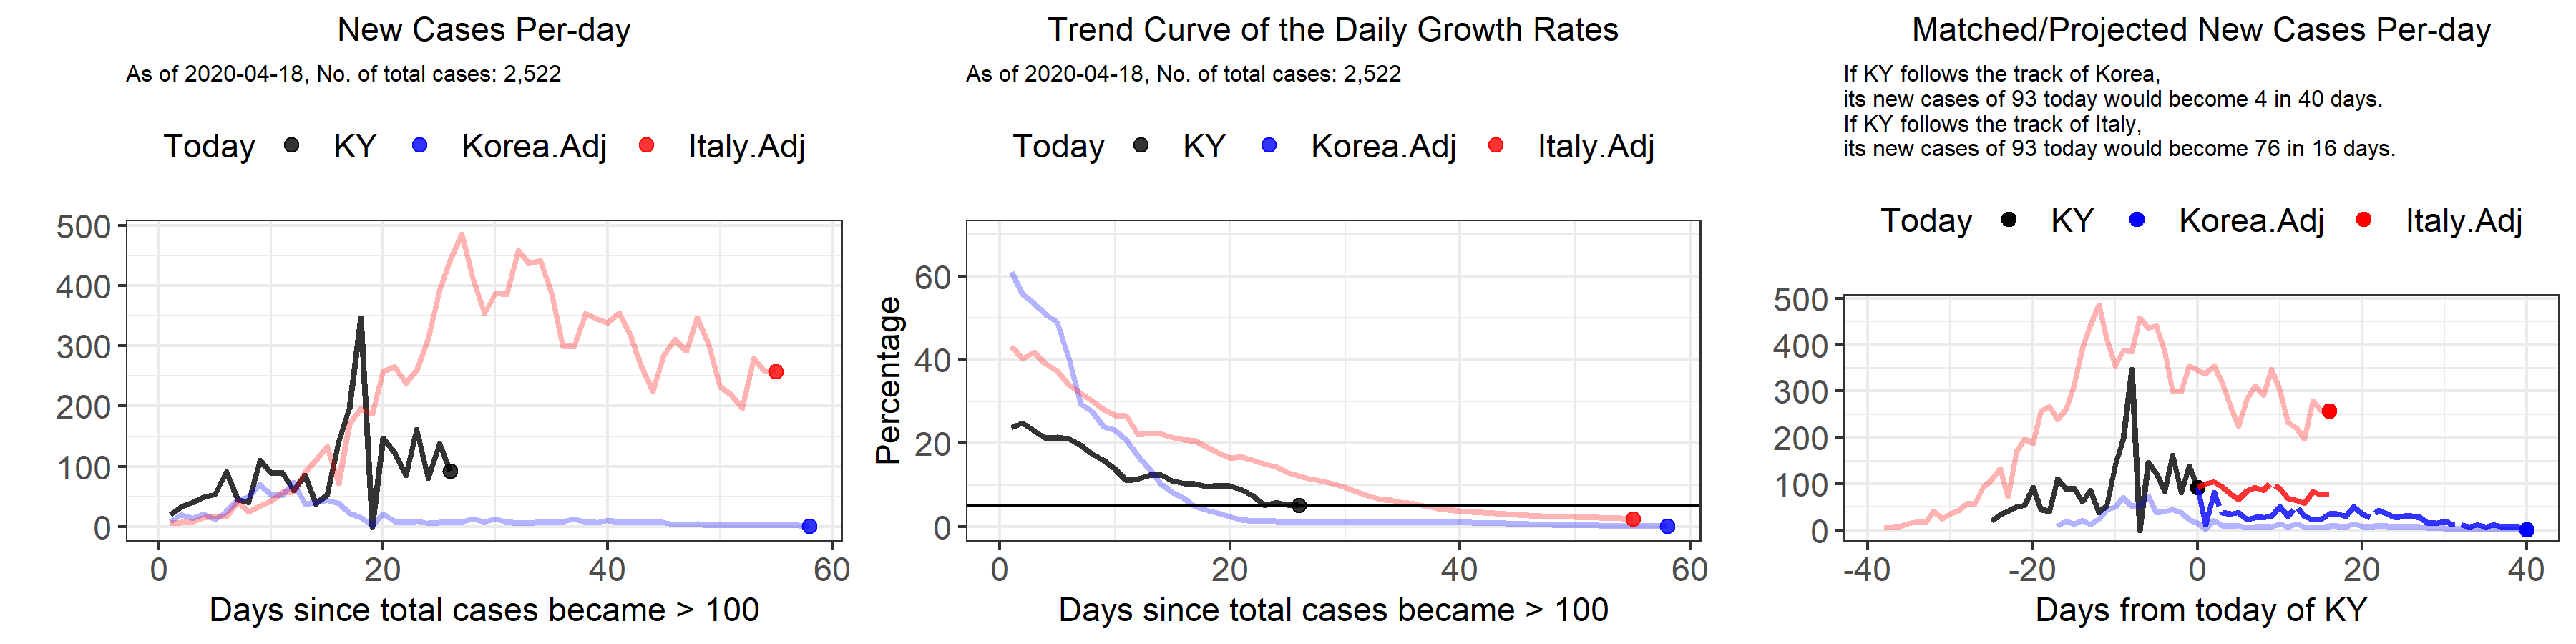 New Cases Per-day
As of 2020-04-18, No. of total cases: 2,522
Today KY Korea.Adj Italy.Adj
500
400
300
200
100
0
0 20 40 60
Days since total cases became > 100
Trend Curve of the Daily Growth Rates
As of 2020-04-18, No. of total cases: 2,522
Today KY Korea.Adj Italy.Adj
Percentage
60
40
20
0
0 20 40 60
Days since total cases became > 100
Matched/Projected New Cases Per-day
If KY follows the track of Korea,
its new cases of 93 today would become 4 in 40 days.
If KY follows the track of Italy,
its new cases of 93 today would become 76 in 16 days.
Today KY Korea.Adj Italy.Adj
500
400
300
200
100
0
-40 -20 0 20 40
Days from today of KY